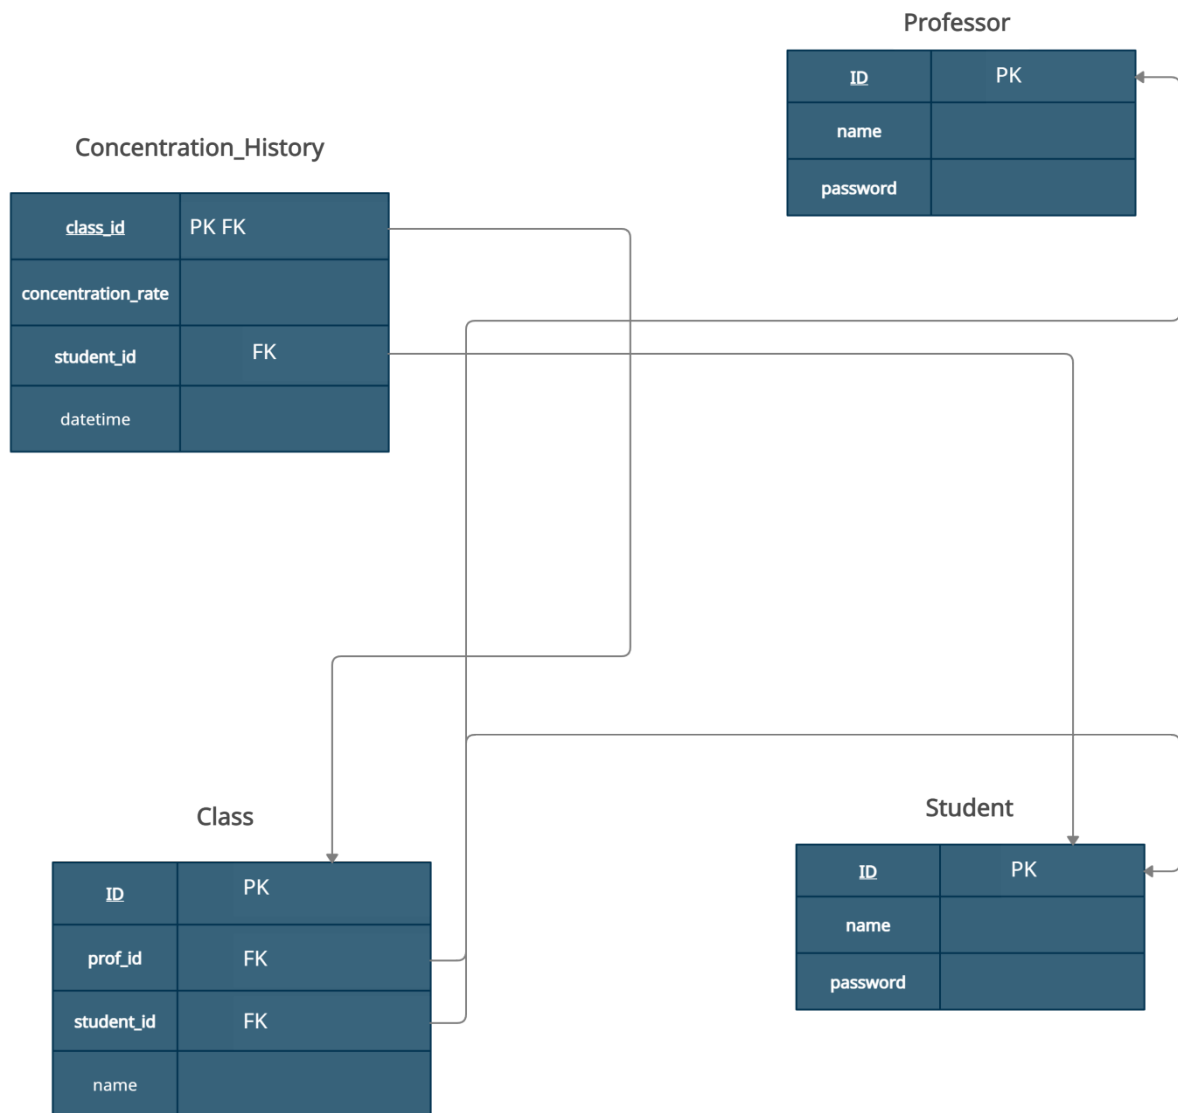 Professor
ID PK
name
password
Concentration_History
class_id PK FK
concentration_rate
student_id FK
datetime
Class
ID PK
prof_id FK
student_id FK
name
Student
ID PK
name
password